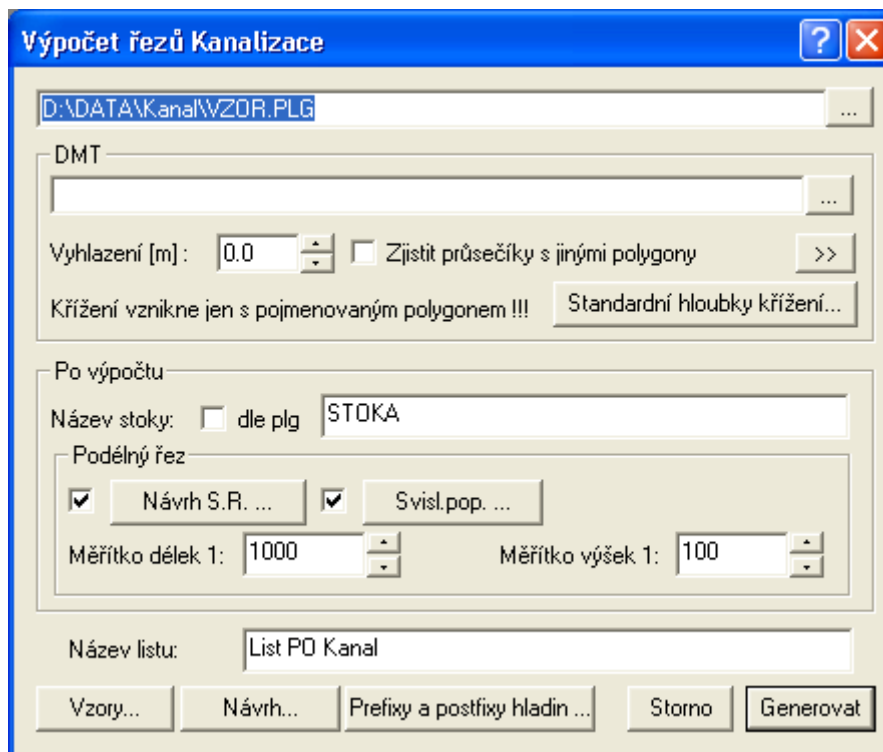 Výpočet řezů Kanalizace
D:\DATA\Kanal\VZOR.PLG ...
DMT
...
Vyhlazení [m] : 0.0 Zjistit průsečíky s jinými polygony >>
Křížení vznikne jen s pojmenovaným polygonem !!! Standardní hloubky křížení...
Po výpočtu
Název stoky: dle plg STOKA
Podélný řez
Návrh S.R. ... Svisl.pop. ...
Měřítko délek 1: 1000 Měřítko výšek 1: 100
Název listu: List PO Kanal
Vzory... Návrh... Prefixy a postfixy hladin ... Storno Generovat